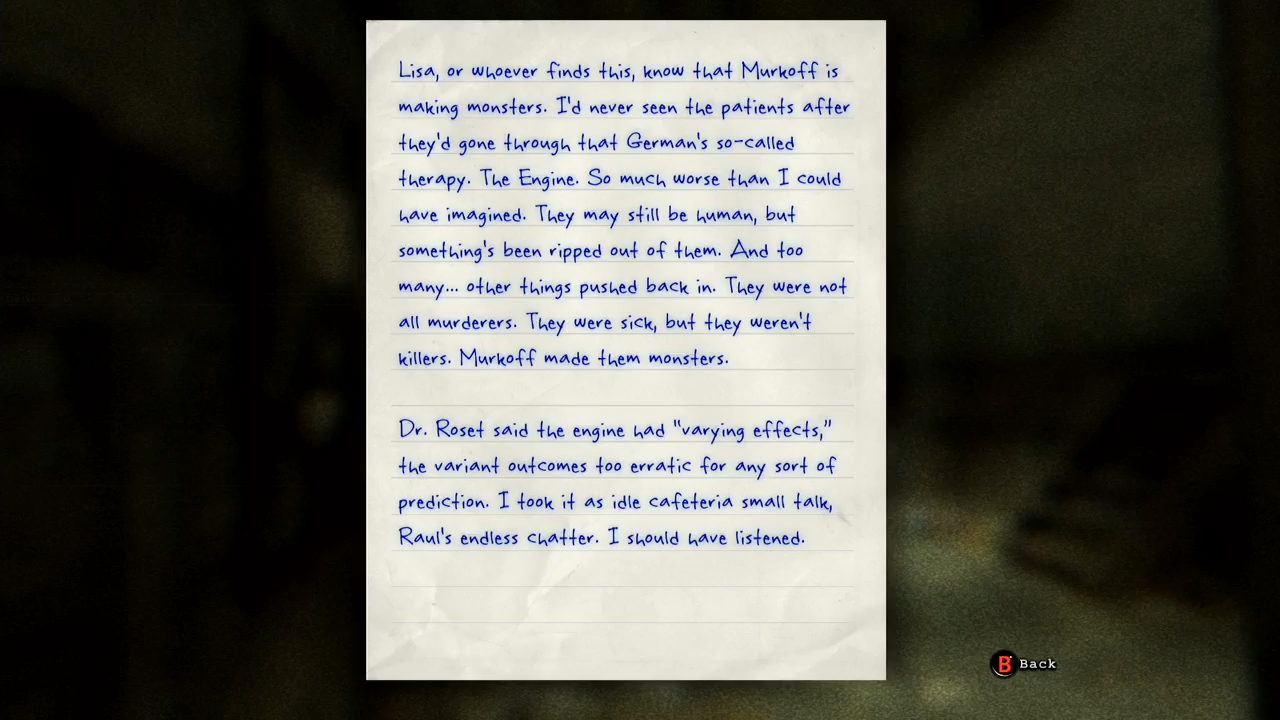 Lisa, or whoever finds this, know that Murkoff is
making monsters. I'd never seen the patients after
they'd gone through that German's so-called
therapy. The Engine. So much worse than I could
have imagined. They may still be human, but
something's been ripped out of them. And too
many... other things pushed back in. They were not
all murderers. They were sick, but they weren't
killers. Murkoff made them monsters.
Dr. Roset said the engine had "varying effects,"
the variant outcomes too erratic for any sort of
prediction. I took it as idle cafeteria small talk,
Raul's endless chatter. I should have listened.
B Back